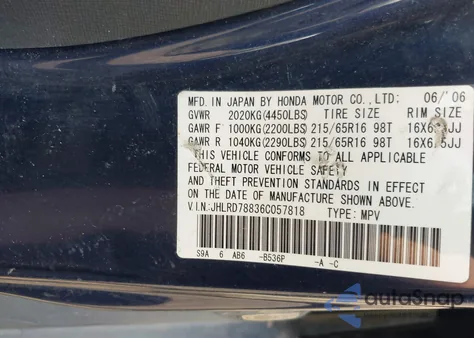 MFD. IN JAPAN BY HONDA MOTOR CO., LTD: 06/'06
GVWR 2020KG(4450LBS) TIRE SIZE RIM SIZE
GAWR F 1000KG(2200LBS) 215/65R16 98T 16X6.5JJ
GAWR R 1040KG(2290LBS) 215/65R16 98T 16X6.5JJ
THIS VEHICLE CONFORMS TO ALL APPLICABLE
FEDERAL MOTOR VEHICLE SAFETY
AND THEFT PREVENTION STANDARDS IN EFFECT
ON THE DATE OF MANUFACTURE SHOWN ABOVE.
V.I.N:JHLRD78836C057818 TYPE: MPV
S9A 6 AB6 -B536P -A -C
autoSnap